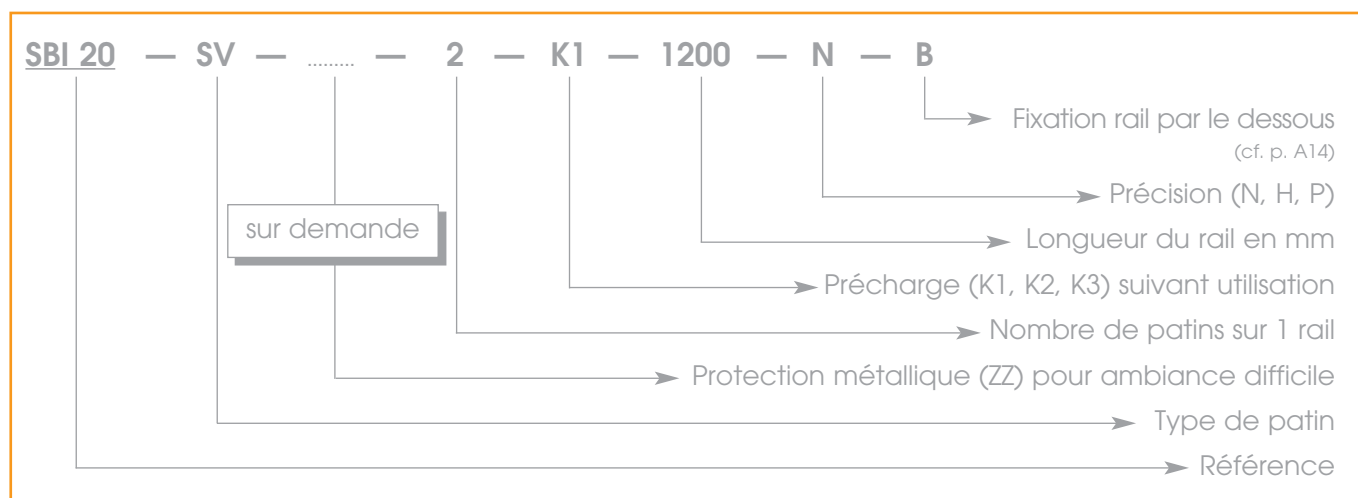 SBI 20 — SV — ......... — 2 — K1 — 1200 — N — B
Fixation rail par le dessous
(cf. p. A14)
Précision (N, H, P)
sur demande
Longueur du rail en mm
Précharge (K1, K2, K3) suivant utilisation
Nombre de patins sur 1 rail
Protection métallique (ZZ) pour ambiance difficile
Type de patin
Référence